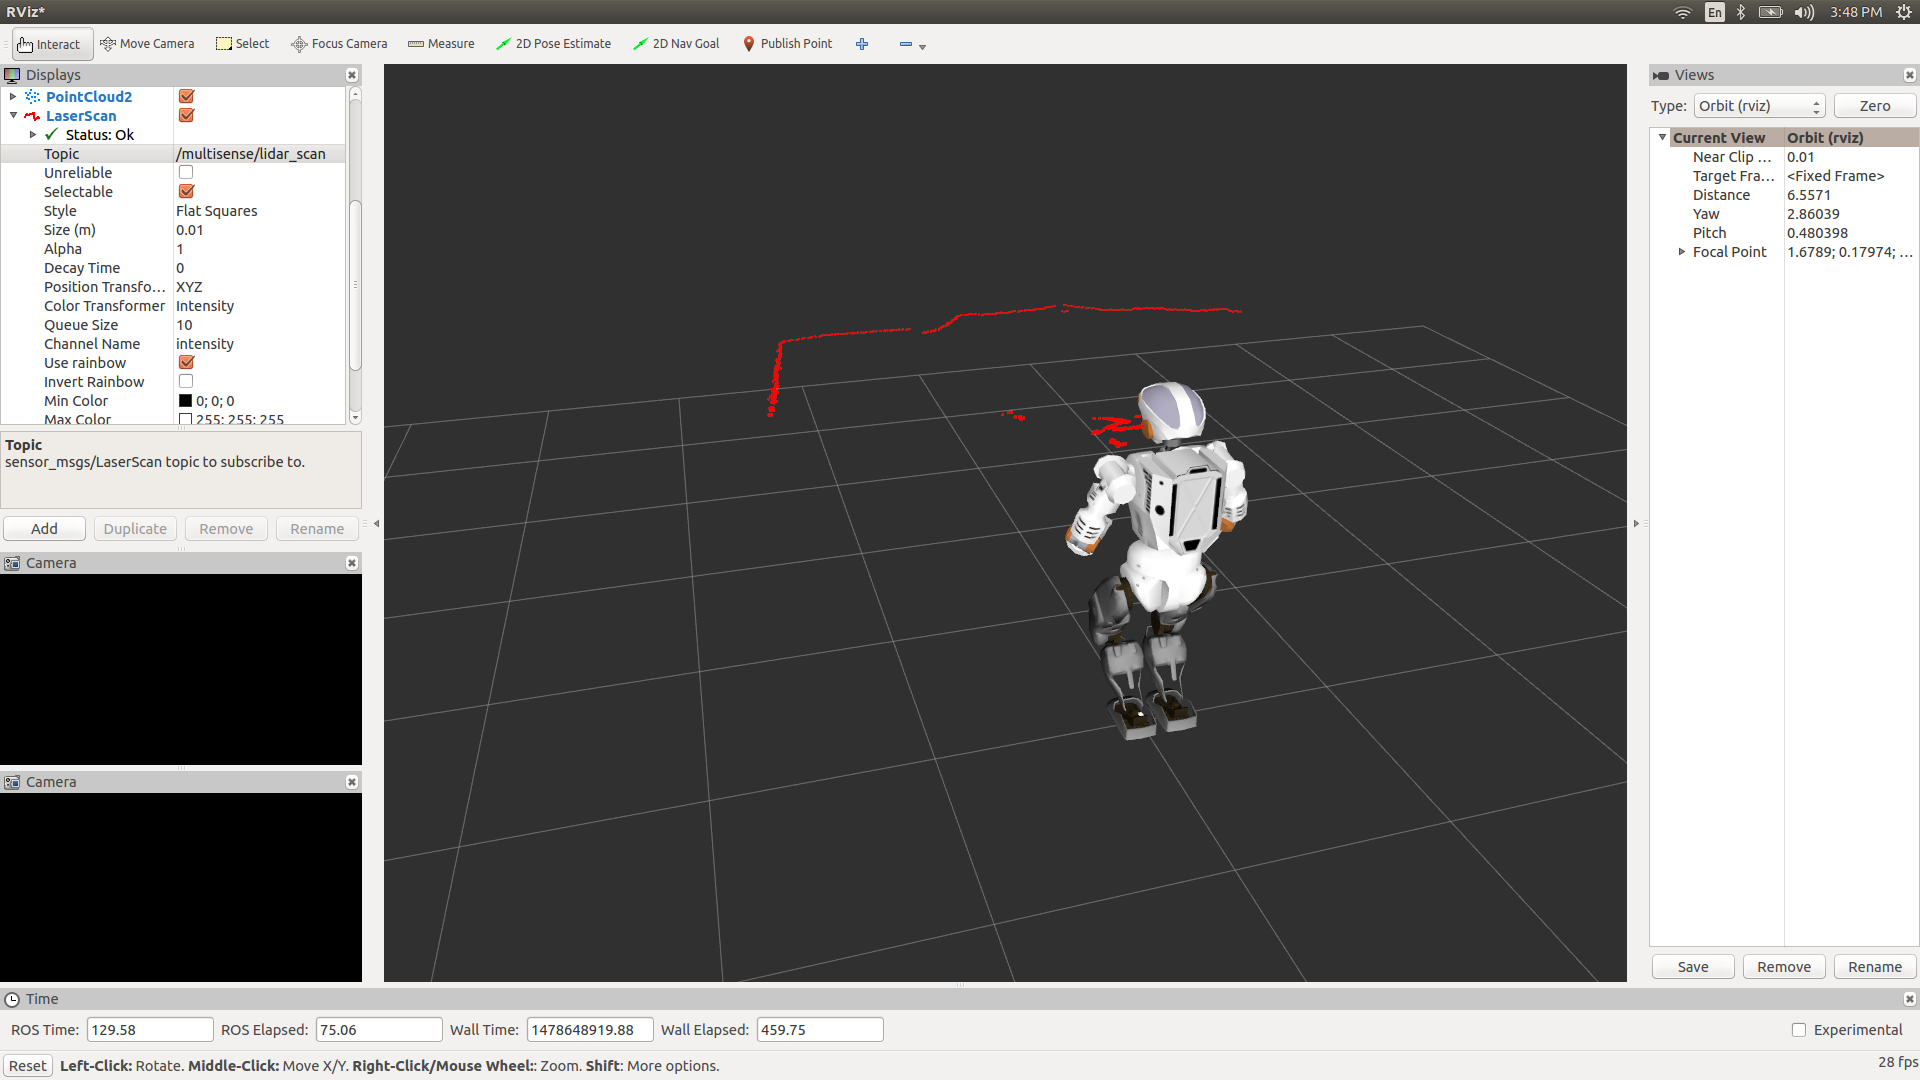 RViz*
En
3:48 PM
Interact
Move Camera
Select
Focus Camera
Measure
2D Pose Estimate
2D Nav Goal
Publish Point
Displays
PointCloud2
LaserScan
Status: Ok
Topic /multisense/lidar_scan
Unreliable
Selectable
Style Flat Squares
Size (m) 0.01
Alpha 1
Decay Time 0
Position Transfo... XYZ
Color Transformer Intensity
Queue Size 10
Channel Name intensity
Use rainbow
Invert Rainbow
Min Color 0; 0; 0
Max Color 255; 255; 255
Topic
sensor_msgs/LaserScan topic to subscribe to.
Add Duplicate Remove Rename
Camera
Camera
Views
Type: Orbit (rviz) Zero
Current View Orbit (rviz)
Near Clip ... 0.01
Target Fra... <Fixed Frame>
Distance 6.5571
Yaw 2.86039
Pitch 0.480398
Focal Point 1.6789; 0.17974; ...
Save Remove Rename
Time
ROS Time: 129.58 ROS Elapsed: 75.06 Wall Time: 1478648919.88 Wall Elapsed: 459.75 Experimental
Reset Left-Click: Rotate. Middle-Click: Move X/Y. Right-Click/Mouse Wheel:: Zoom. Shift: More options. 28 fps